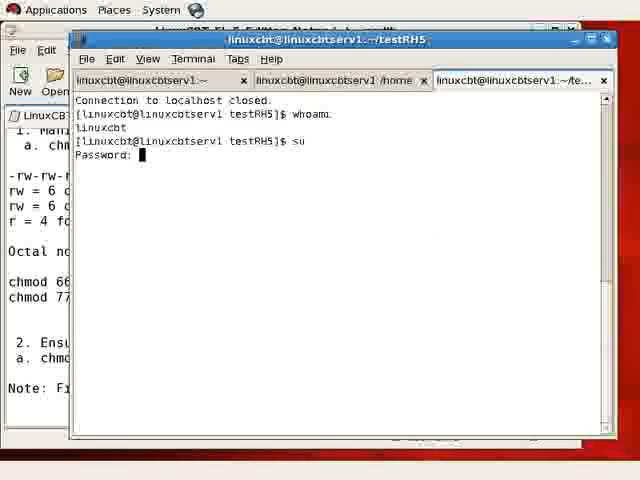 Applications Places System
linuxcbt@linuxcbtserv1:~/testRH5
File Edit
File Edit View Terminal Tabs Help
New Open
linuxcbt@linuxcbtserv1:~
linuxcbt@linuxcbtserv1:/home
linuxcbt@linuxcbtserv1:~/te...
LinuxCB
Connection to localhost closed.
[linuxcbt@linuxcbtserv1 testRH5]$ whoami
linuxcbt
[linuxcbt@linuxcbtserv1 testRH5]$ su
Password:
a. chm
-rw-rw-r
rw = 6 o
rw = 6 o
r = 4 fo
Octal no
chmod 66
chmod 77
2. Ensu
a. chmo
Note: Fi